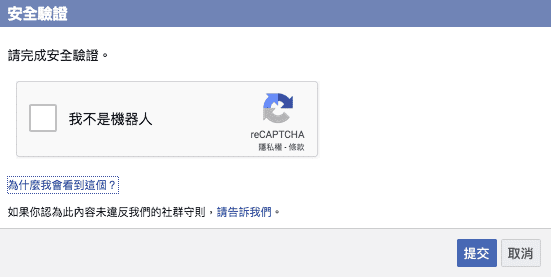 安全驗證
請完成安全驗證。
我不是機器人
reCAPTCHA
隱私權 - 條款
為什麼我會看到這個？
如果你認為此內容未違反我們的社群守則，請告訴我們。
提交 取消